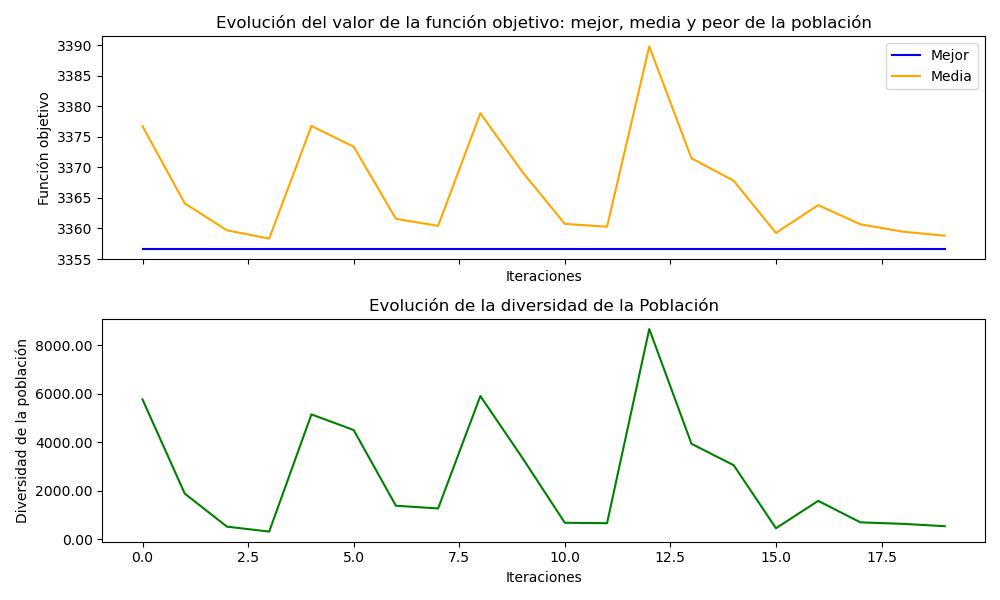 Evolución del valor de la función objetivo: mejor, media y peor de la población
Función objetivo
3390
3385
3380
3375
3370
3365
3360
3355
Mejor
Media
Iteraciones
Evolución de la diversidad de la Población
Diversidad de la población
8000.00
6000.00
4000.00
2000.00
0.00
0.0 2.5 5.0 7.5 10.0 12.5 15.0 17.5
Iteraciones